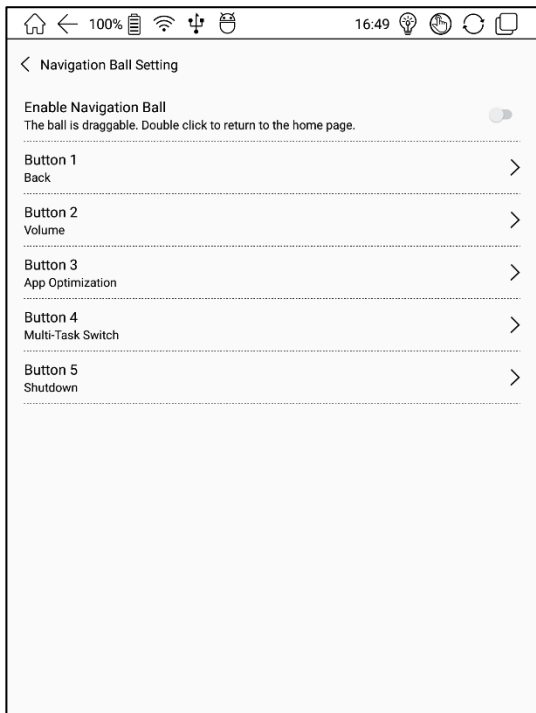 100% 16:49
Navigation Ball Setting
Enable Navigation Ball
The ball is draggable. Double click to return to the home page.
Button 1
Back
Button 2
Volume
Button 3
App Optimization
Button 4
Multi-Task Switch
Button 5
Shutdown